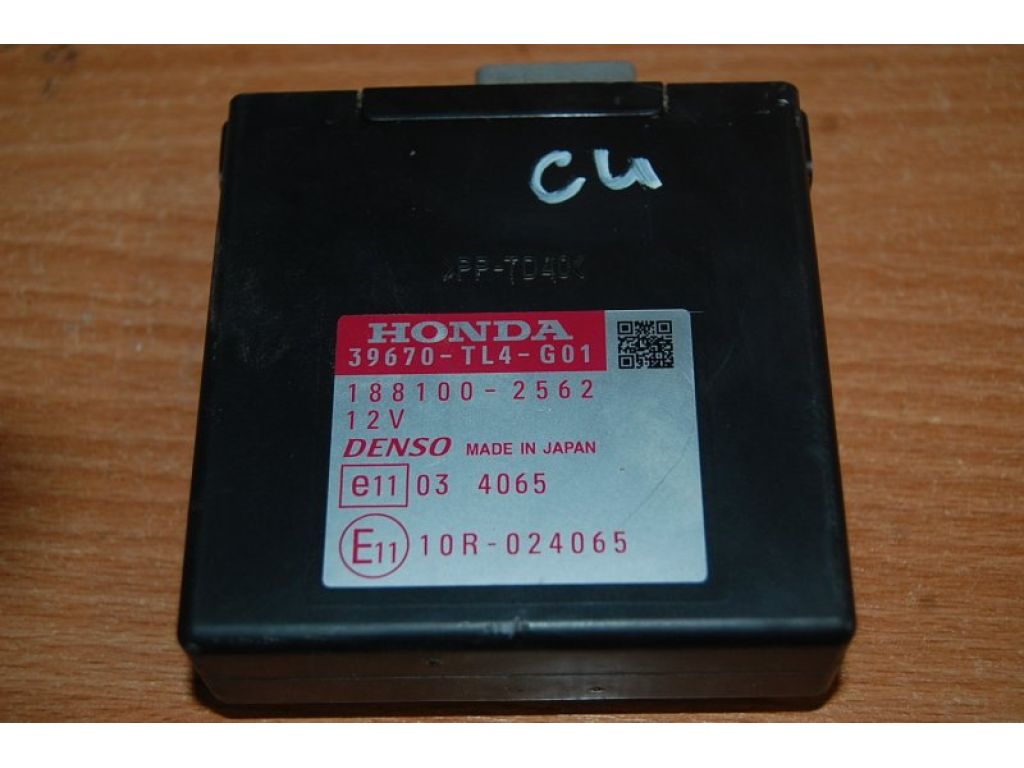 CU
>PP-TD40<
HONDA
39670-TL4-G01
188100-2562
12V
DENSO MADE IN JAPAN
e11 03 4065
E11 10R-024065